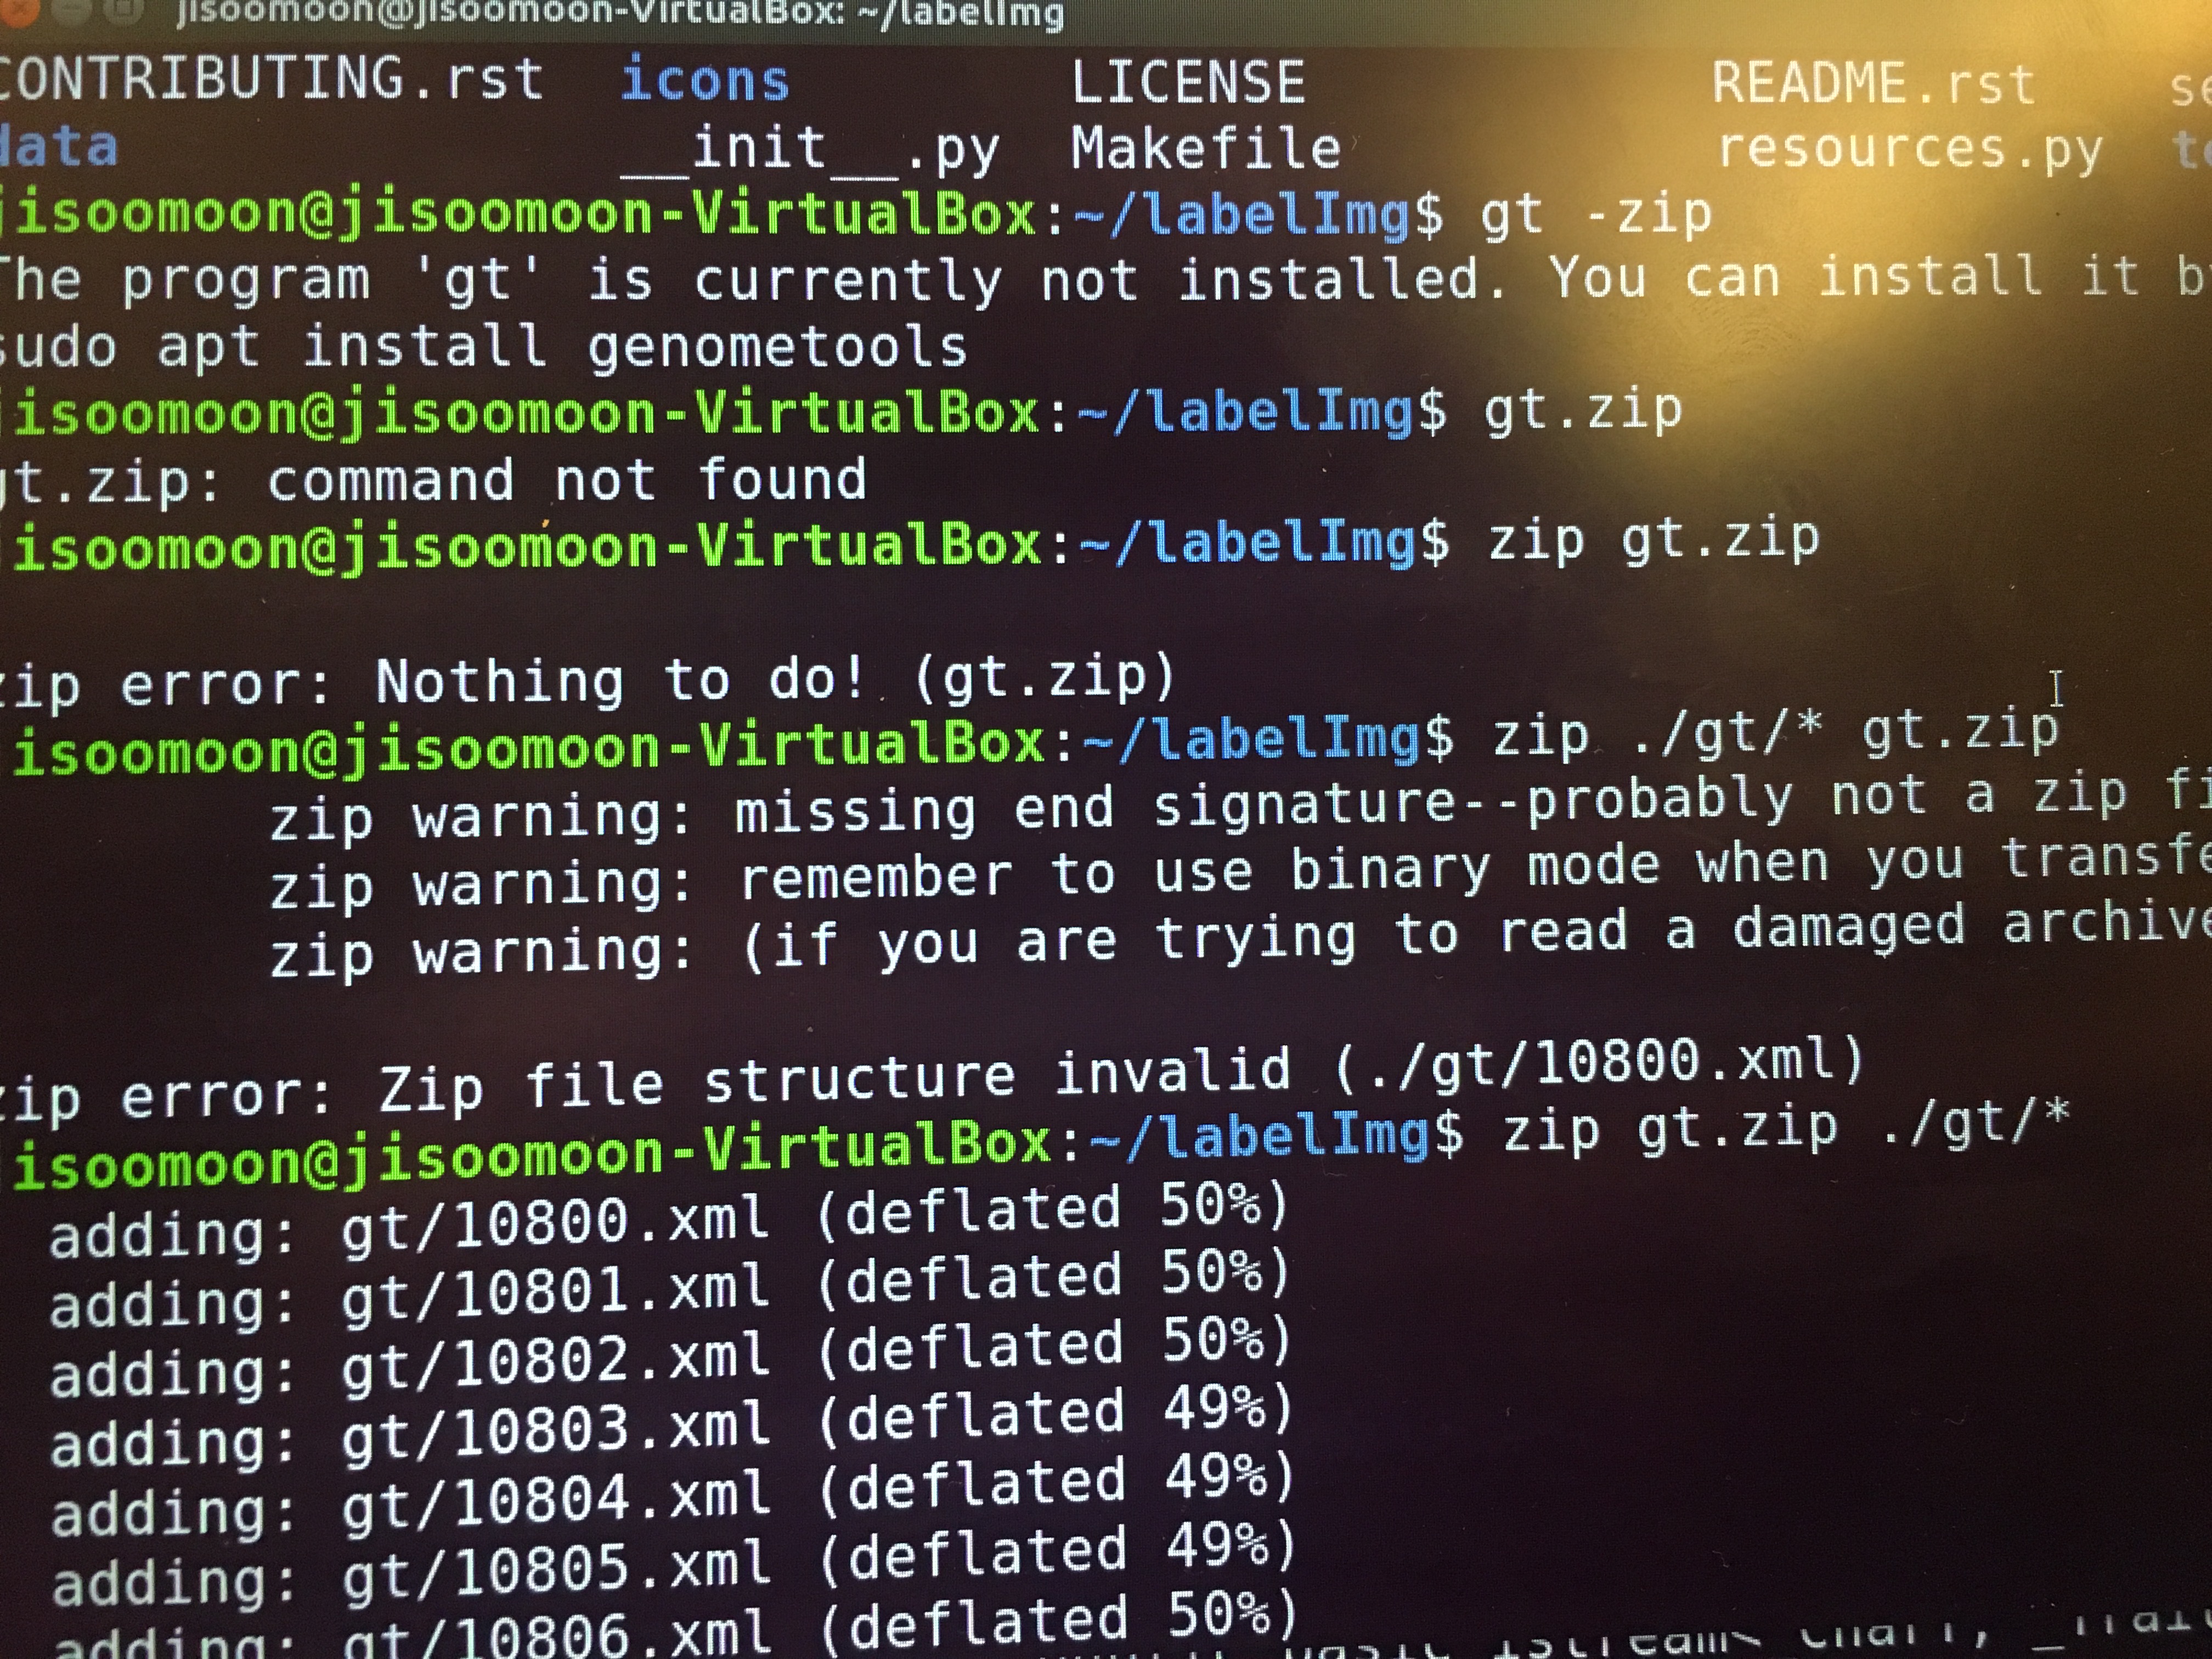 jisoomoon@jisoomoon-VirtualBox: ~/labelImg
CONTRIBUTING.rst icons LICENSE README.rst
data __init__.py Makefile resources.py
jisoomoon@jisoomoon-VirtualBox:~/labelImg$ gt -zip
The program 'gt' is currently not installed. You can install it
sudo apt install genometools
jisoomoon@jisoomoon-VirtualBox:~/labelImg$ gt.zip
gt.zip: command not found
isoomoon@jisoomoon-VirtualBox:~/labelImg$ zip gt.zip
zip error: Nothing to do! (gt.zip)
isoomoon@jisoomoon-VirtualBox:~/labelImg$ zip ./gt/* gt.zip
zip warning: missing end signature--probably not a zip
zip warning: remember to use binary mode when you
zip warning: (if you are trying to read a damaged archive
zip error: Zip file structure invalid (./gt/10800.xml)
isoomoon@jisoomoon-VirtualBox:~/labelImg$ zip gt.zip ./gt/*
adding: gt/10800.xml (deflated 50%)
adding: gt/10801.xml (deflated 50%)
adding: gt/10802.xml (deflated 50%)
adding: gt/10803.xml (deflated 49%)
adding: gt/10804.xml (deflated 49%)
adding: gt/10805.xml (deflated 49%)
adding: gt/10806.xml (deflated 50%)